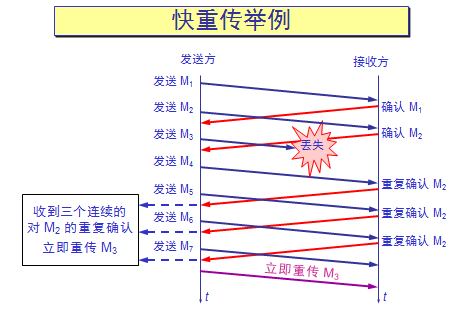 快重传举例
发送方
接收方
发送 M1
确认 M1
发送 M2
确认 M2
发送 M3
丢失
发送 M4
重复确认 M2
发送 M5
重复确认 M2
发送 M6
重复确认 M2
发送 M7
收到三个连续的
对 M2 的重复确认
立即重传 M3
立即重传 M3
t
t